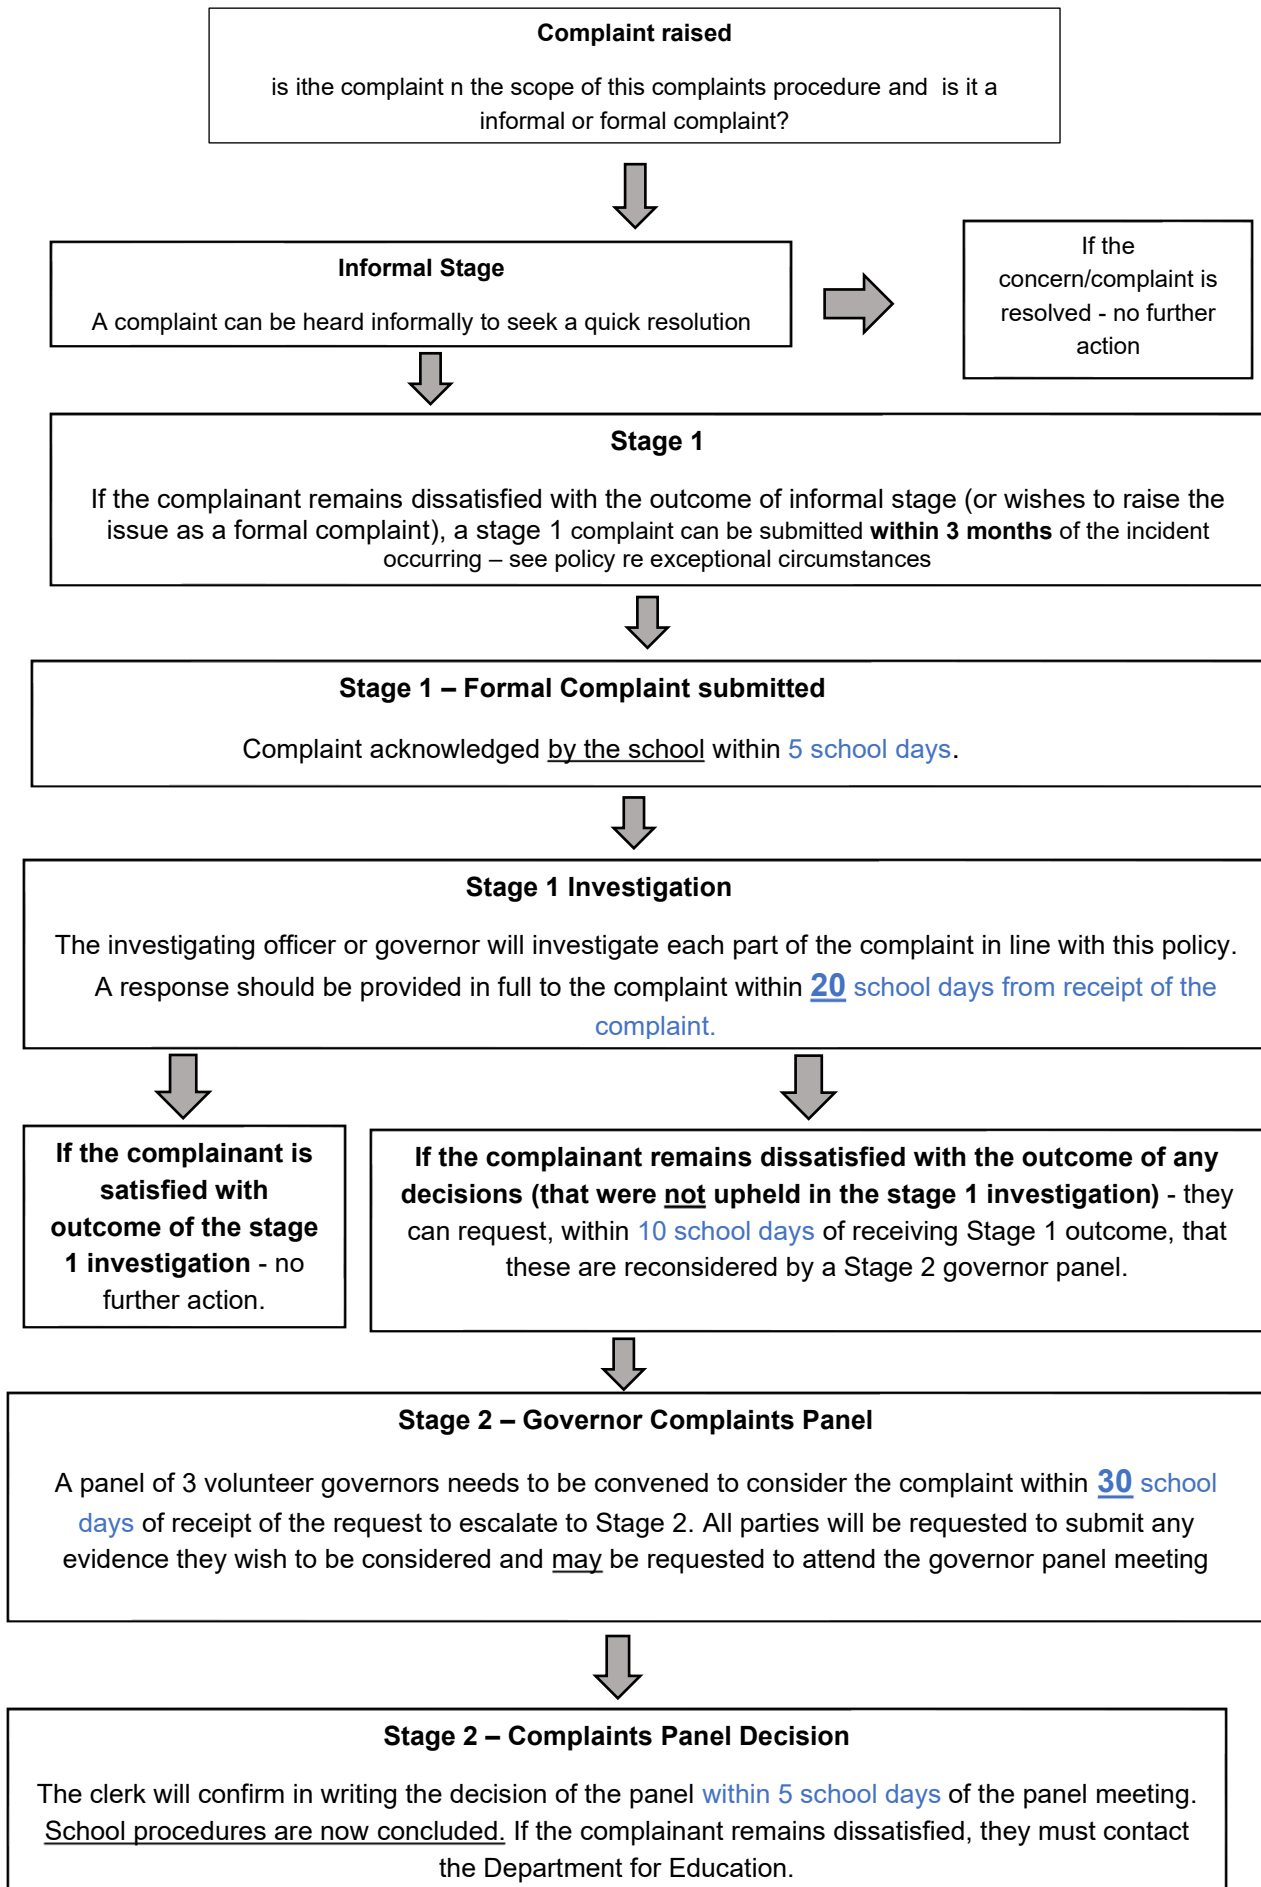 Complaint raised
is ithe complaint n the scope of this complaints procedure and  is it a
informal or formal complaint?
Informal Stage
A complaint can be heard informally to seek a quick resolution
If the
concern/complaint is
resolved - no further
action
Stage 1
If the complainant remains dissatisfied with the outcome of informal stage (or wishes to raise the
issue as a formal complaint), a stage 1 complaint can be submitted within 3 months of the incident
occurring – see policy re exceptional circumstances
Stage 1 – Formal Complaint submitted
Complaint acknowledged by the school within 5 school days.
Stage 1 Investigation
The investigating officer or governor will investigate each part of the complaint in line with this policy.
A response should be provided in full to the complaint within 20 school days from receipt of the
complaint.
If the complainant is
satisfied with
outcome of the stage
1 investigation - no
further action.
If the complainant remains dissatisfied with the outcome of any
decisions (that were not upheld in the stage 1 investigation) - they
can request, within 10 school days of receiving Stage 1 outcome, that
these are reconsidered by a Stage 2 governor panel.
Stage 2 – Governor Complaints Panel
A panel of 3 volunteer governors needs to be convened to consider the complaint within 30 school
days of receipt of the request to escalate to Stage 2. All parties will be requested to submit any
evidence they wish to be considered and may be requested to attend the governor panel meeting
Stage 2 – Complaints Panel Decision
The clerk will confirm in writing the decision of the panel within 5 school days of the panel meeting.
School procedures are now concluded. If the complainant remains dissatisfied, they must contact
the Department for Education.